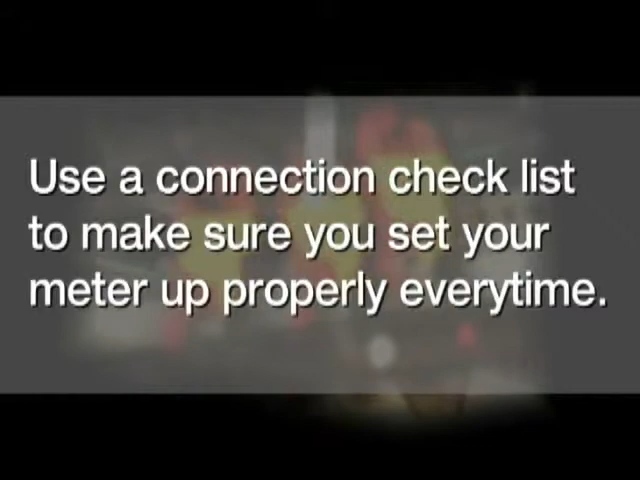 Use a connection check list
to make sure you set your
meter up properly everytime.